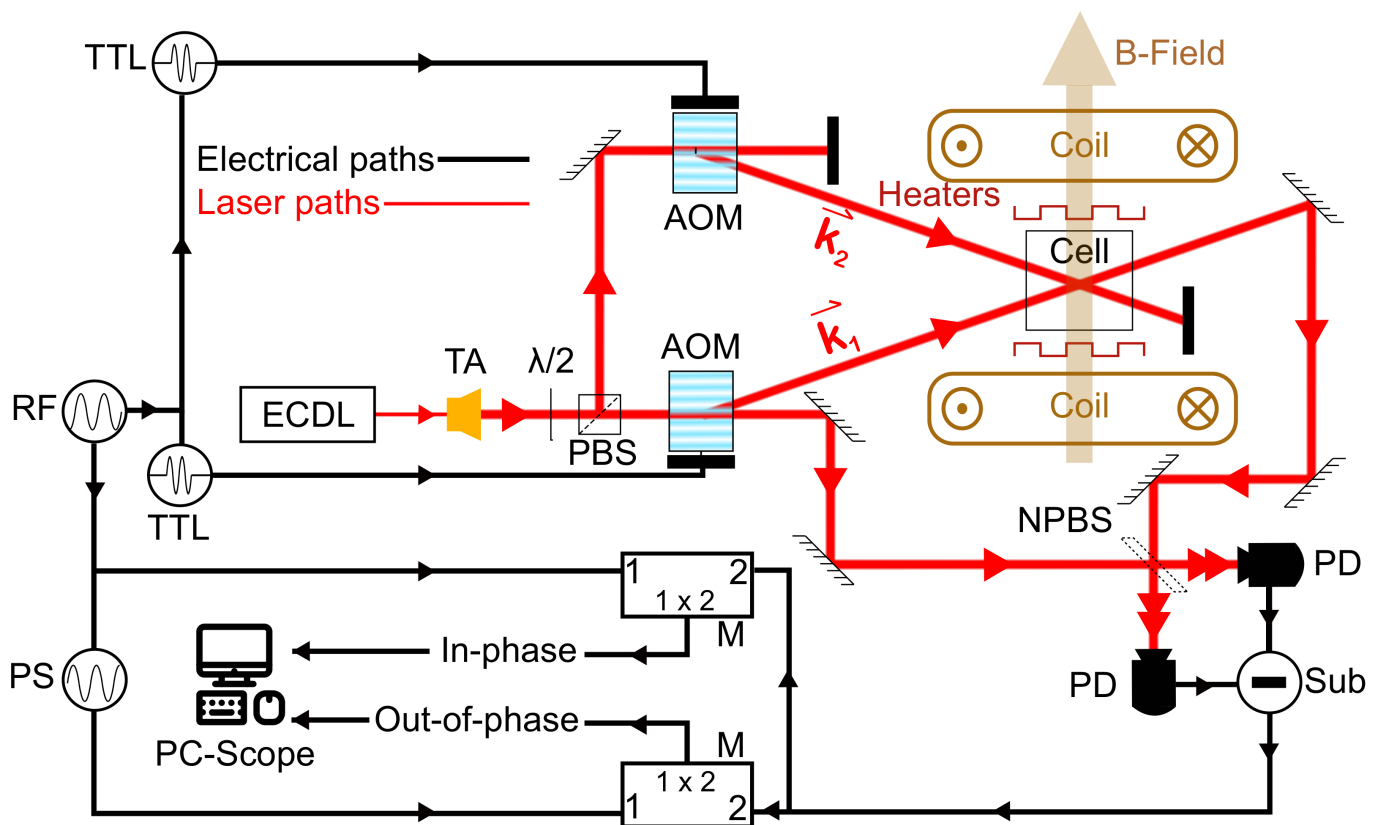 TTL
B-Field
Coil
Electrical paths
Laser paths
AOM
Heaters
k₂
Cell
k₁
AOM
TA
λ/2
RF
ECDL
PBS
Coil
TTL
NPBS
PD
1 2
1 x 2
M
In-phase
PS
PD
Sub
Out-of-phase
M
PC-Scope
1 x 2
1 2